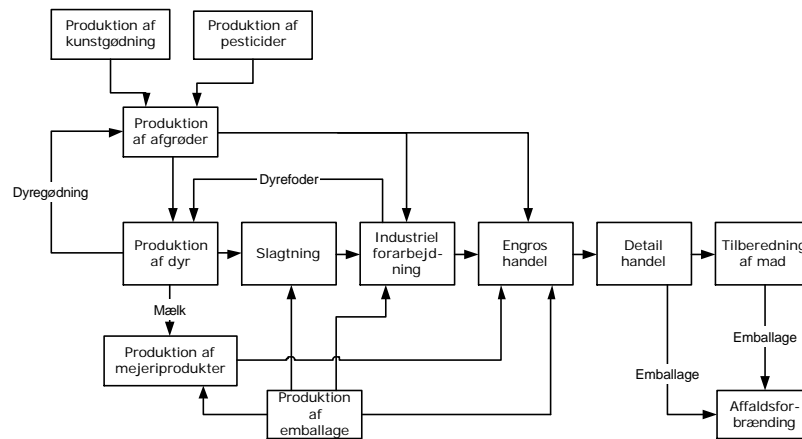 Produktion af
kunstgødning
Produktion af
pesticider
Produktion
af afgrøder
Dyregødning
Dyrefoder
Produktion
af dyr
Slagtning
Industriel
forarbejd-
ning
Engros
handel
Detail
handel
Tilberedning
af mad
Mælk
Produktion af
mejeriprodukter
Produktion
af
emballage
Emballage
Emballage
Affaldsfor-
brænding